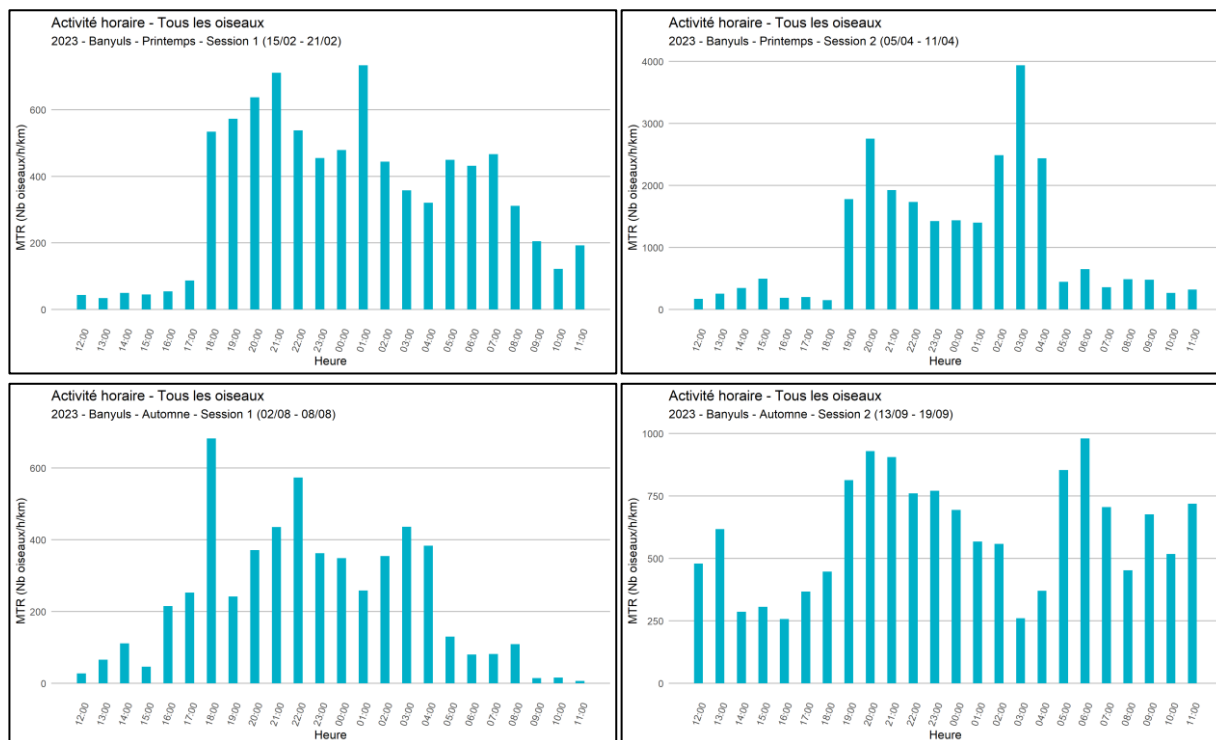 Activité horaire - Tous les oiseaux
2023 - Banyuls - Printemps - Session 1 (15/02 - 21/02)
MTR (Nb oiseaux/h/km)
600
400
200
0
12:00 13:00 14:00 15:00 16:00 17:00 18:00 19:00 20:00 21:00 22:00 23:00 00:00 01:00 02:00 03:00 04:00 05:00 06:00 07:00 08:00 09:00 10:00 11:00
Heure
Activité horaire - Tous les oiseaux
2023 - Banyuls - Printemps - Session 2 (05/04 - 11/04)
MTR (Nb oiseaux/h/km)
4000
3000
2000
1000
0
12:00 13:00 14:00 15:00 16:00 17:00 18:00 19:00 20:00 21:00 22:00 23:00 00:00 01:00 02:00 03:00 04:00 05:00 06:00 07:00 08:00 09:00 10:00 11:00
Heure
Activité horaire - Tous les oiseaux
2023 - Banyuls - Automne - Session 1 (02/08 - 08/08)
MTR (Nb oiseaux/h/km)
600
400
200
0
12:00 13:00 14:00 15:00 16:00 17:00 18:00 19:00 20:00 21:00 22:00 23:00 00:00 01:00 02:00 03:00 04:00 05:00 06:00 07:00 08:00 09:00 10:00 11:00
Heure
Activité horaire - Tous les oiseaux
2023 - Banyuls - Automne - Session 2 (13/09 - 19/09)
MTR (Nb oiseaux/h/km)
1000
750
500
250
0
12:00 13:00 14:00 15:00 16:00 17:00 18:00 19:00 20:00 21:00 22:00 23:00 00:00 01:00 02:00 03:00 04:00 05:00 06:00 07:00 08:00 09:00 10:00 11:00
Heure